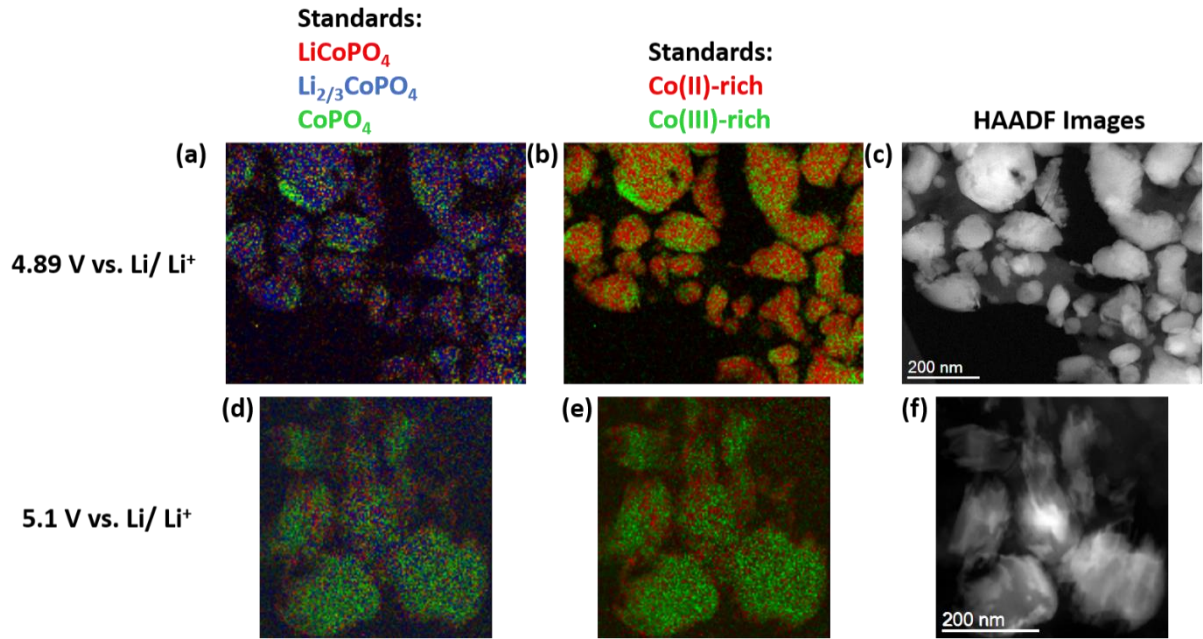 Standards:
LiCoPO₄
Li₂/₃CoPO₄
CoPO₄
Standards:
Co(II)-rich
Co(III)-rich
HAADF Images
(a)
(b)
(c)
4.89 V vs. Li/ Li⁺
200 nm
(d)
(e)
(f)
5.1 V vs. Li/ Li⁺
200 nm